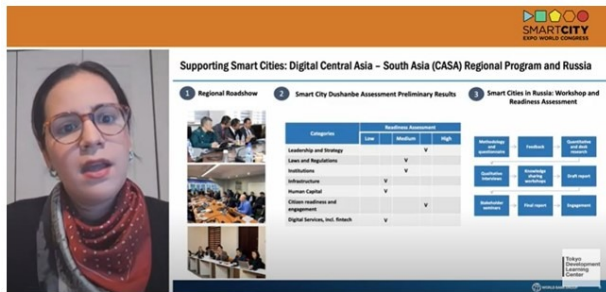 SMARTCITY
EXPO WORLD CONGRESS
Supporting Smart Cities: Digital Central Asia – South Asia (CASA) Regional Program and Russia
1 Regional Roadshow
2 Smart City Dushanbe Assessment Preliminary Results
3 Smart Cities in Russia: Workshop and
Readiness Assessment
Categories
Readiness Assessment
Low
Medium
High
Leadership and Strategy V
Laws and Regulations V
Institutions V
Infrastructure V
Human Capital V
Citizen readiness and
engagement V
Digital Services, incl. fintech V
Methodology
and
questionnaire
Feedback
Quantitative
and desk
research
Qualitative
interviews
Knowledge
sharing
workshops
Draft report
Stakeholder
seminars
Final report
Engagement
Tokyo
Development
Learning
Center
WORLD BANK GROUP